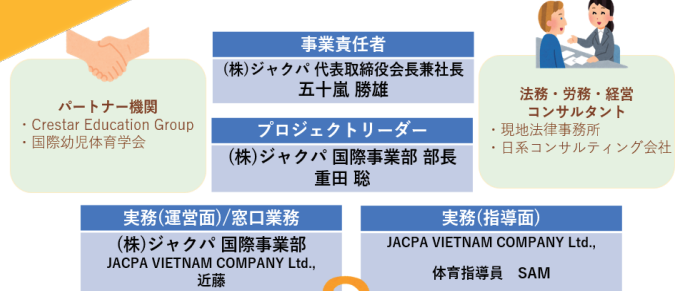 事業責任者
(株)ジャクパ 代表取締役会長兼社長
五十嵐 勝雄
パートナー機関
・Crestar Education Group
・国際幼児体育学会
法務・労務・経営
コンサルタント
・現地法律事務所
・日系コンサルティング会社
プロジェクトリーダー
(株)ジャクパ 国際事業部 部長
重田 聡
実務(運営面)/窓口業務
(株)ジャクパ 国際事業部
JACPA VIETNAM COMPANY Ltd.,
近藤
実務(指導面)
JACPA VIETNAM COMPANY Ltd.,
体育指導員 SAM